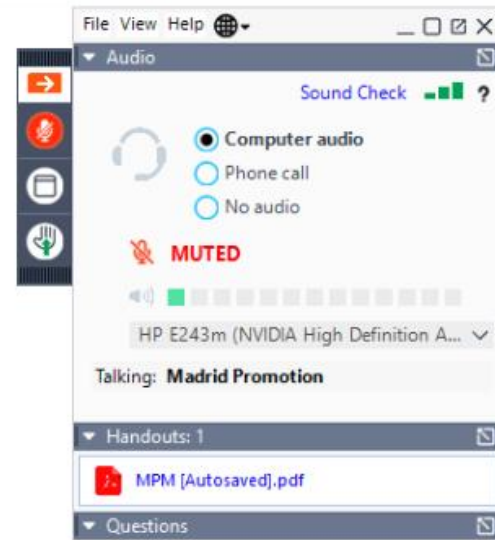 File View Help
Audio
Sound Check ?
Computer audio
Phone call
No audio
MUTED
HP E243m (NVIDIA High Definition A...
Talking: Madrid Promotion
Handouts: 1
MPM [Autosaved].pdf
Questions